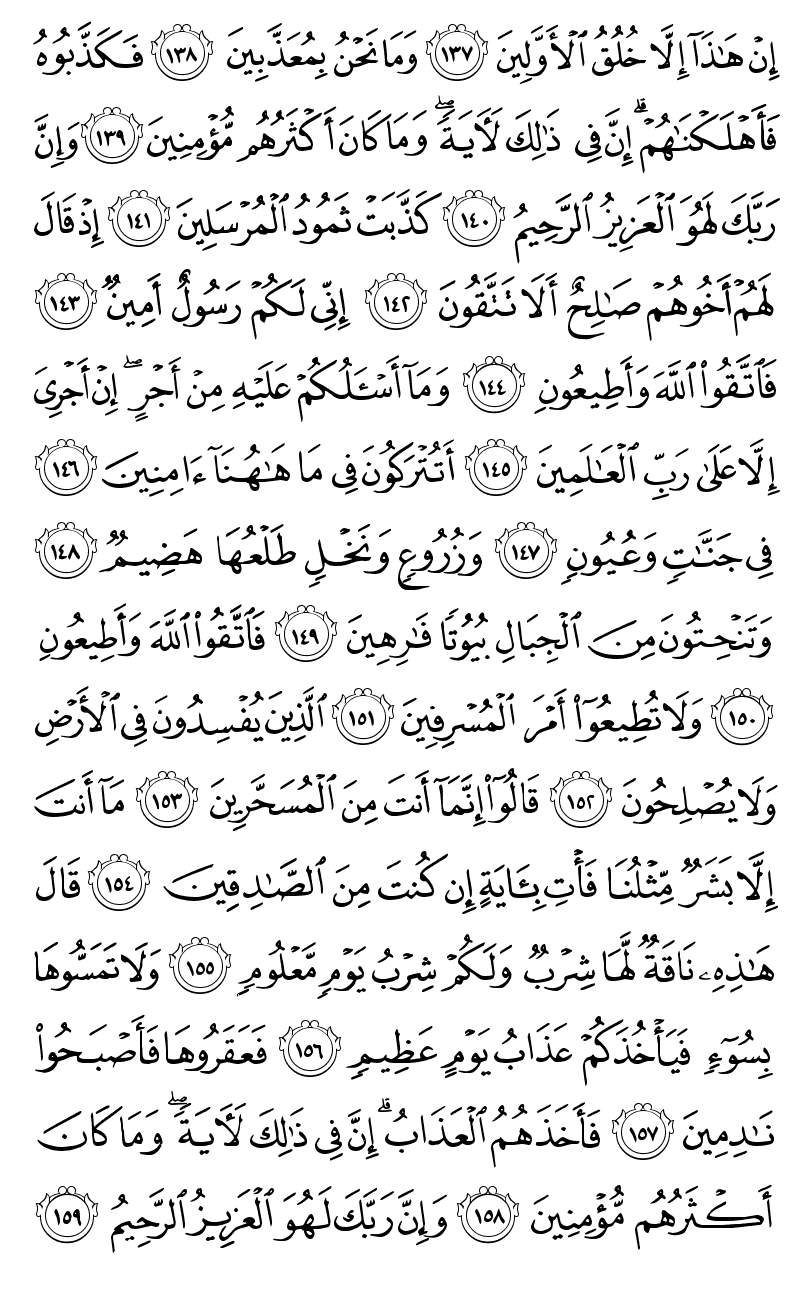 إِنْ هَٰذَآ إِلَّا خُلُقُ ٱلْأَوَّلِينَ ١٣٧ وَمَا نَحْنُ بِمُعَذَّبِينَ ١٣٨ فَكَذَّبُوهُ
فَأَهْلَكْنَٰهُمْ ۗ إِنَّ فِى ذَٰلِكَ لَءَايَةً ۖ وَمَا كَانَ أَكْثَرُهُم مُّؤْمِنِينَ ١٣٩ وَإِنَّ
رَبَّكَ لَهُوَ ٱلْعَزِيزُ ٱلرَّحِيمُ ١٤٠ كَذَّبَتْ ثَمُودُ ٱلْمُرْسَلِينَ ١٤١ إِذْ قَالَ
لَهُمْ أَخُوهُمْ صَٰلِحٌ أَلَا تَتَّقُونَ ١٤٢ إِنِّى لَكُمْ رَسُولٌ أَمِينٌ ١٤٣
فَٱتَّقُوا۟ ٱللَّهَ وَأَطِيعُونِ ١٤٤ وَمَآ أَسْـَٔلُكُمْ عَلَيْهِ مِنْ أَجْرٍ ۖ إِنْ أَجْرِىَ
إِلَّا عَلَىٰ رَبِّ ٱلْعَٰلَمِينَ ١٤٥ أَتُتْرَكُونَ فِى مَا هَٰهُنَآ ءَامِنِينَ ١٤٦
فِى جَنَّٰتٍ وَعُيُونٍ ١٤٧ وَزُرُوعٍ وَنَخْلٍ طَلْعُهَا هَضِيمٌ ١٤٨
وَتَنْحِتُونَ مِنَ ٱلْجِبَالِ بُيُوتًا فَٰرِهِينَ ١٤٩ فَٱتَّقُوا۟ ٱللَّهَ وَأَطِيعُونِ
١٥٠ وَلَا تُطِيعُوٓا۟ أَمْرَ ٱلْمُسْرِفِينَ ١٥١ ٱلَّذِينَ يُفْسِدُونَ فِى ٱلْأَرْضِ
وَلَا يُصْلِحُونَ ١٥٢ قَالُوٓا۟ إِنَّمَآ أَنتَ مِنَ ٱلْمُسَحَّرِينَ ١٥٣ مَآ أَنتَ
إِلَّا بَشَرٌ مِّثْلُنَا فَأْتِ بِـَٔايَةٍ إِن كُنتَ مِنَ ٱلصَّٰدِقِينَ ١٥٤ قَالَ
هَٰذِهِۦ نَاقَةٌ لَّهَا شِرْبٌ وَلَكُمْ شِرْبُ يَوْمٍ مَّعْلُومٍ ١٥٥ وَلَا تَمَسُّوهَا
بِسُوٓءٍ فَيَأْخُذَكُمْ عَذَابُ يَوْمٍ عَظِيمٍ ١٥٦ فَعَقَرُوهَا فَأَصْبَحُوا۟
نَٰدِمِينَ ١٥٧ فَأَخَذَهُمُ ٱلْعَذَابُ ۗ إِنَّ فِى ذَٰلِكَ لَءَايَةً ۖ وَمَا كَانَ
أَكْثَرُهُم مُّؤْمِنِينَ ١٥٨ وَإِنَّ رَبَّكَ لَهُوَ ٱلْعَزِيزُ ٱلرَّحِيمُ ١٥٩